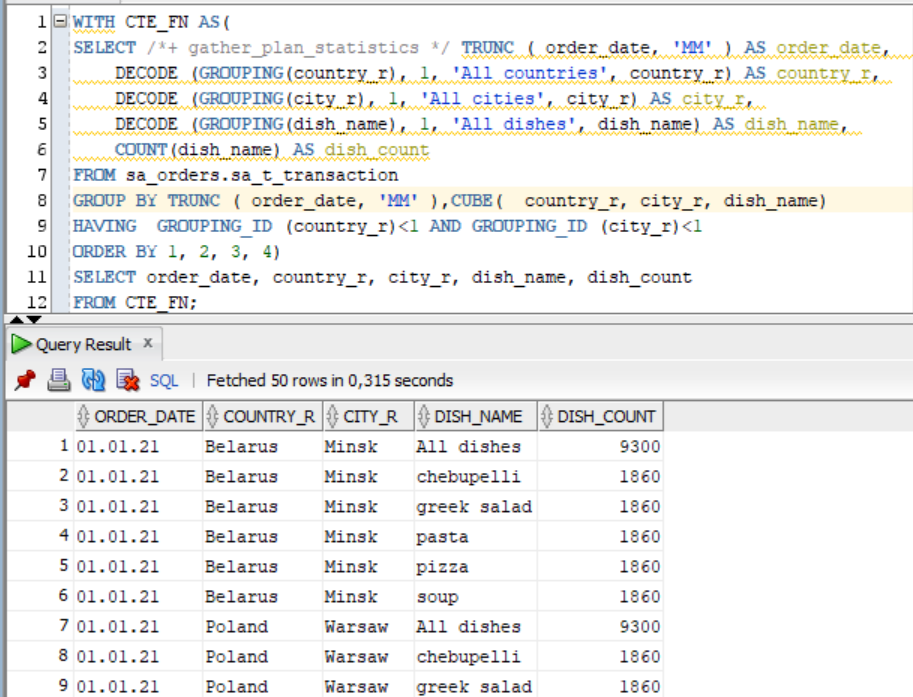 1 WITH CTE_FN AS(
2 SELECT /*+ gather_plan_statistics */ TRUNC ( order_date, 'MM' ) AS order_date,
3 DECODE (GROUPING(country_r), 1, 'All countries', country_r) AS country_r,
4 DECODE (GROUPING(city_r), 1, 'All cities', city_r) AS city_r,
5 DECODE (GROUPING(dish_name), 1, 'All dishes', dish_name) AS dish_name,
6 COUNT(dish_name) AS dish_count
7 FROM sa_orders.sa_t_transaction
8 GROUP BY TRUNC ( order_date, 'MM' ),CUBE( country_r, city_r, dish_name)
9 HAVING GROUPING_ID (country_r)<1 AND GROUPING_ID (city_r)<1
10 ORDER BY 1, 2, 3, 4)
11 SELECT order_date, country_r, city_r, dish_name, dish_count
12 FROM CTE_FN;
Query Result x
SQL | Fetched 50 rows in 0,315 seconds
ORDER_DATE COUNTRY_R CITY_R DISH_NAME DISH_COUNT
1 01.01.21 Belarus Minsk All dishes 9300
2 01.01.21 Belarus Minsk chebupelli 1860
3 01.01.21 Belarus Minsk greek salad 1860
4 01.01.21 Belarus Minsk pasta 1860
5 01.01.21 Belarus Minsk pizza 1860
6 01.01.21 Belarus Minsk soup 1860
7 01.01.21 Poland Warsaw All dishes 9300
8 01.01.21 Poland Warsaw chebupelli 1860
9 01.01.21 Poland Warsaw greek salad 1860